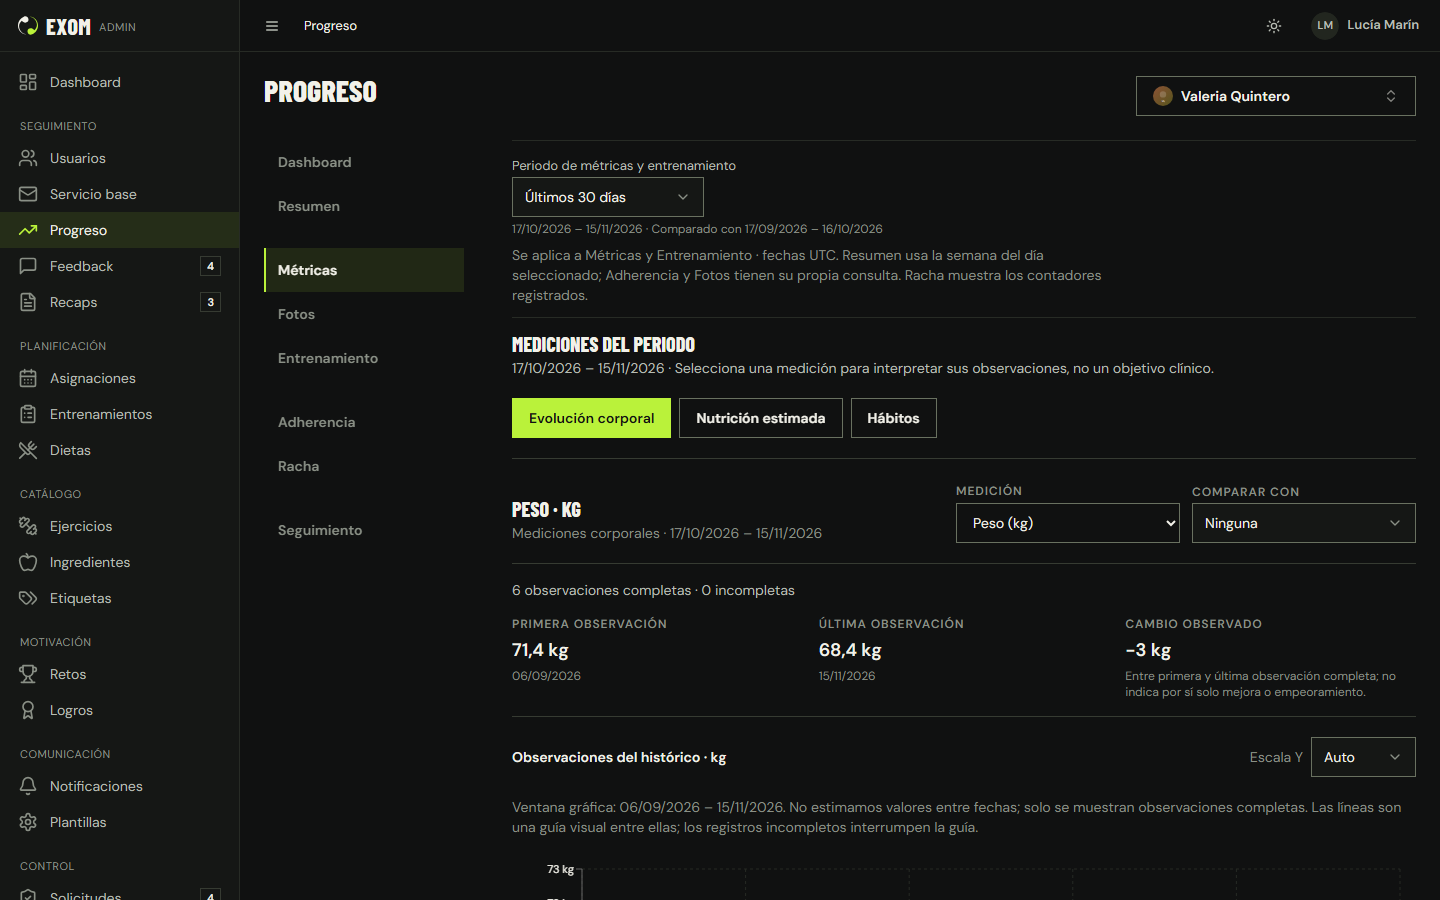 EXOM ADMIN
Progreso
LM Lucía Marín
Dashboard
SEGUIMIENTO
Usuarios
Servicio base
Progreso
Feedback 4
Recaps 3
PLANIFICACIÓN
Asignaciones
Entrenamientos
Dietas
CATÁLOGO
Ejercicios
Ingredientes
Etiquetas
MOTIVACIÓN
Retos
Logros
COMUNICACIÓN
Notificaciones
Plantillas
CONTROL
Solicitudes 4
PROGRESO
Valeria Quintero
Dashboard
Resumen
Métricas
Fotos
Entrenamiento
Adherencia
Racha
Seguimiento
Periodo de métricas y entrenamiento
Últimos 30 días
17/10/2026 – 15/11/2026 · Comparado con 17/09/2026 – 16/10/2026
Se aplica a Métricas y Entrenamiento · fechas UTC. Resumen usa la semana del día
seleccionado; Adherencia y Fotos tienen su propia consulta. Racha muestra los contadores
registrados.
MEDICIONES DEL PERIODO
17/10/2026 – 15/11/2026 · Selecciona una medición para interpretar sus observaciones, no un objetivo clínico.
Evolución corporal
Nutrición estimada
Hábitos
PESO · KG
Mediciones corporales · 17/10/2026 – 15/11/2026
MEDICIÓN
Peso (kg)
COMPARAR CON
Ninguna
6 observaciones completas · 0 incompletas
PRIMERA OBSERVACIÓN
71,4 kg
06/09/2026
ÚLTIMA OBSERVACIÓN
68,4 kg
15/11/2026
CAMBIO OBSERVADO
-3 kg
Entre primera y última observación completa; no
indica por sí solo mejora o empeoramiento.
Observaciones del histórico · kg
Escala Y
Auto
Ventana gráfica: 06/09/2026 – 15/11/2026. No estimamos valores entre fechas; solo se muestran observaciones completas. Las líneas son
una guía visual entre ellas; los registros incompletos interrumpen la guía.
73 kg